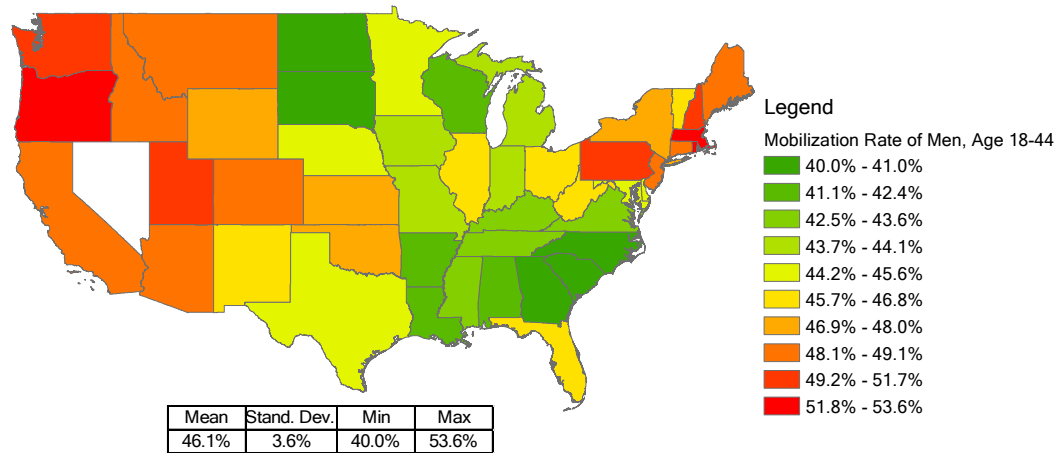 Legend
Mobilization Rate of Men, Age 18-44
40.0% - 41.0%
41.1% - 42.4%
42.5% - 43.6%
43.7% - 44.1%
44.2% - 45.6%
45.7% - 46.8%
46.9% - 48.0%
48.1% - 49.1%
49.2% - 51.7%
51.8% - 53.6%
Mean Stand. Dev. Min Max
46.1% 3.6% 40.0% 53.6%